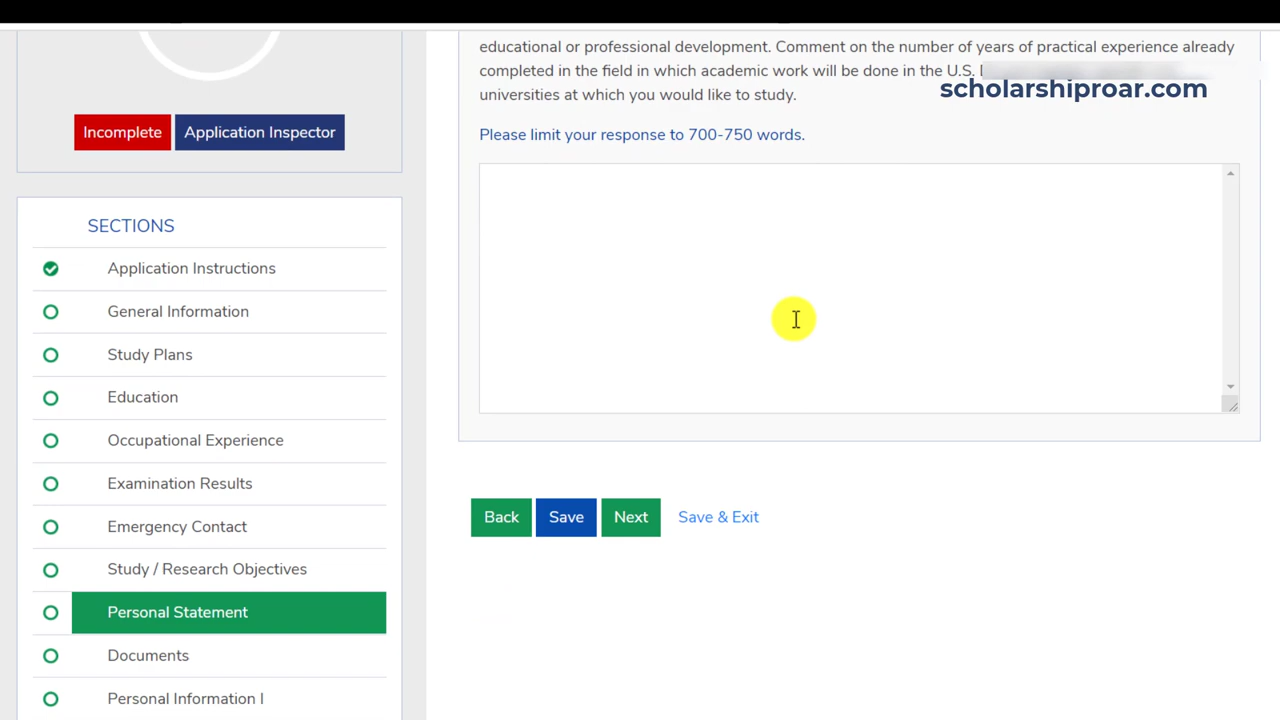 educational or professional development. Comment on the number of years of practical experience already
completed in the field in which academic work will be done in the U.S.
scholarshiproar.com
universities at which you would like to study.
Please limit your response to 700-750 words.
Incomplete
Application Inspector
SECTIONS
Application Instructions
General Information
Study Plans
Education
Occupational Experience
Examination Results
Emergency Contact
Study / Research Objectives
Personal Statement
Documents
Personal Information I
Back
Save
Next
Save & Exit